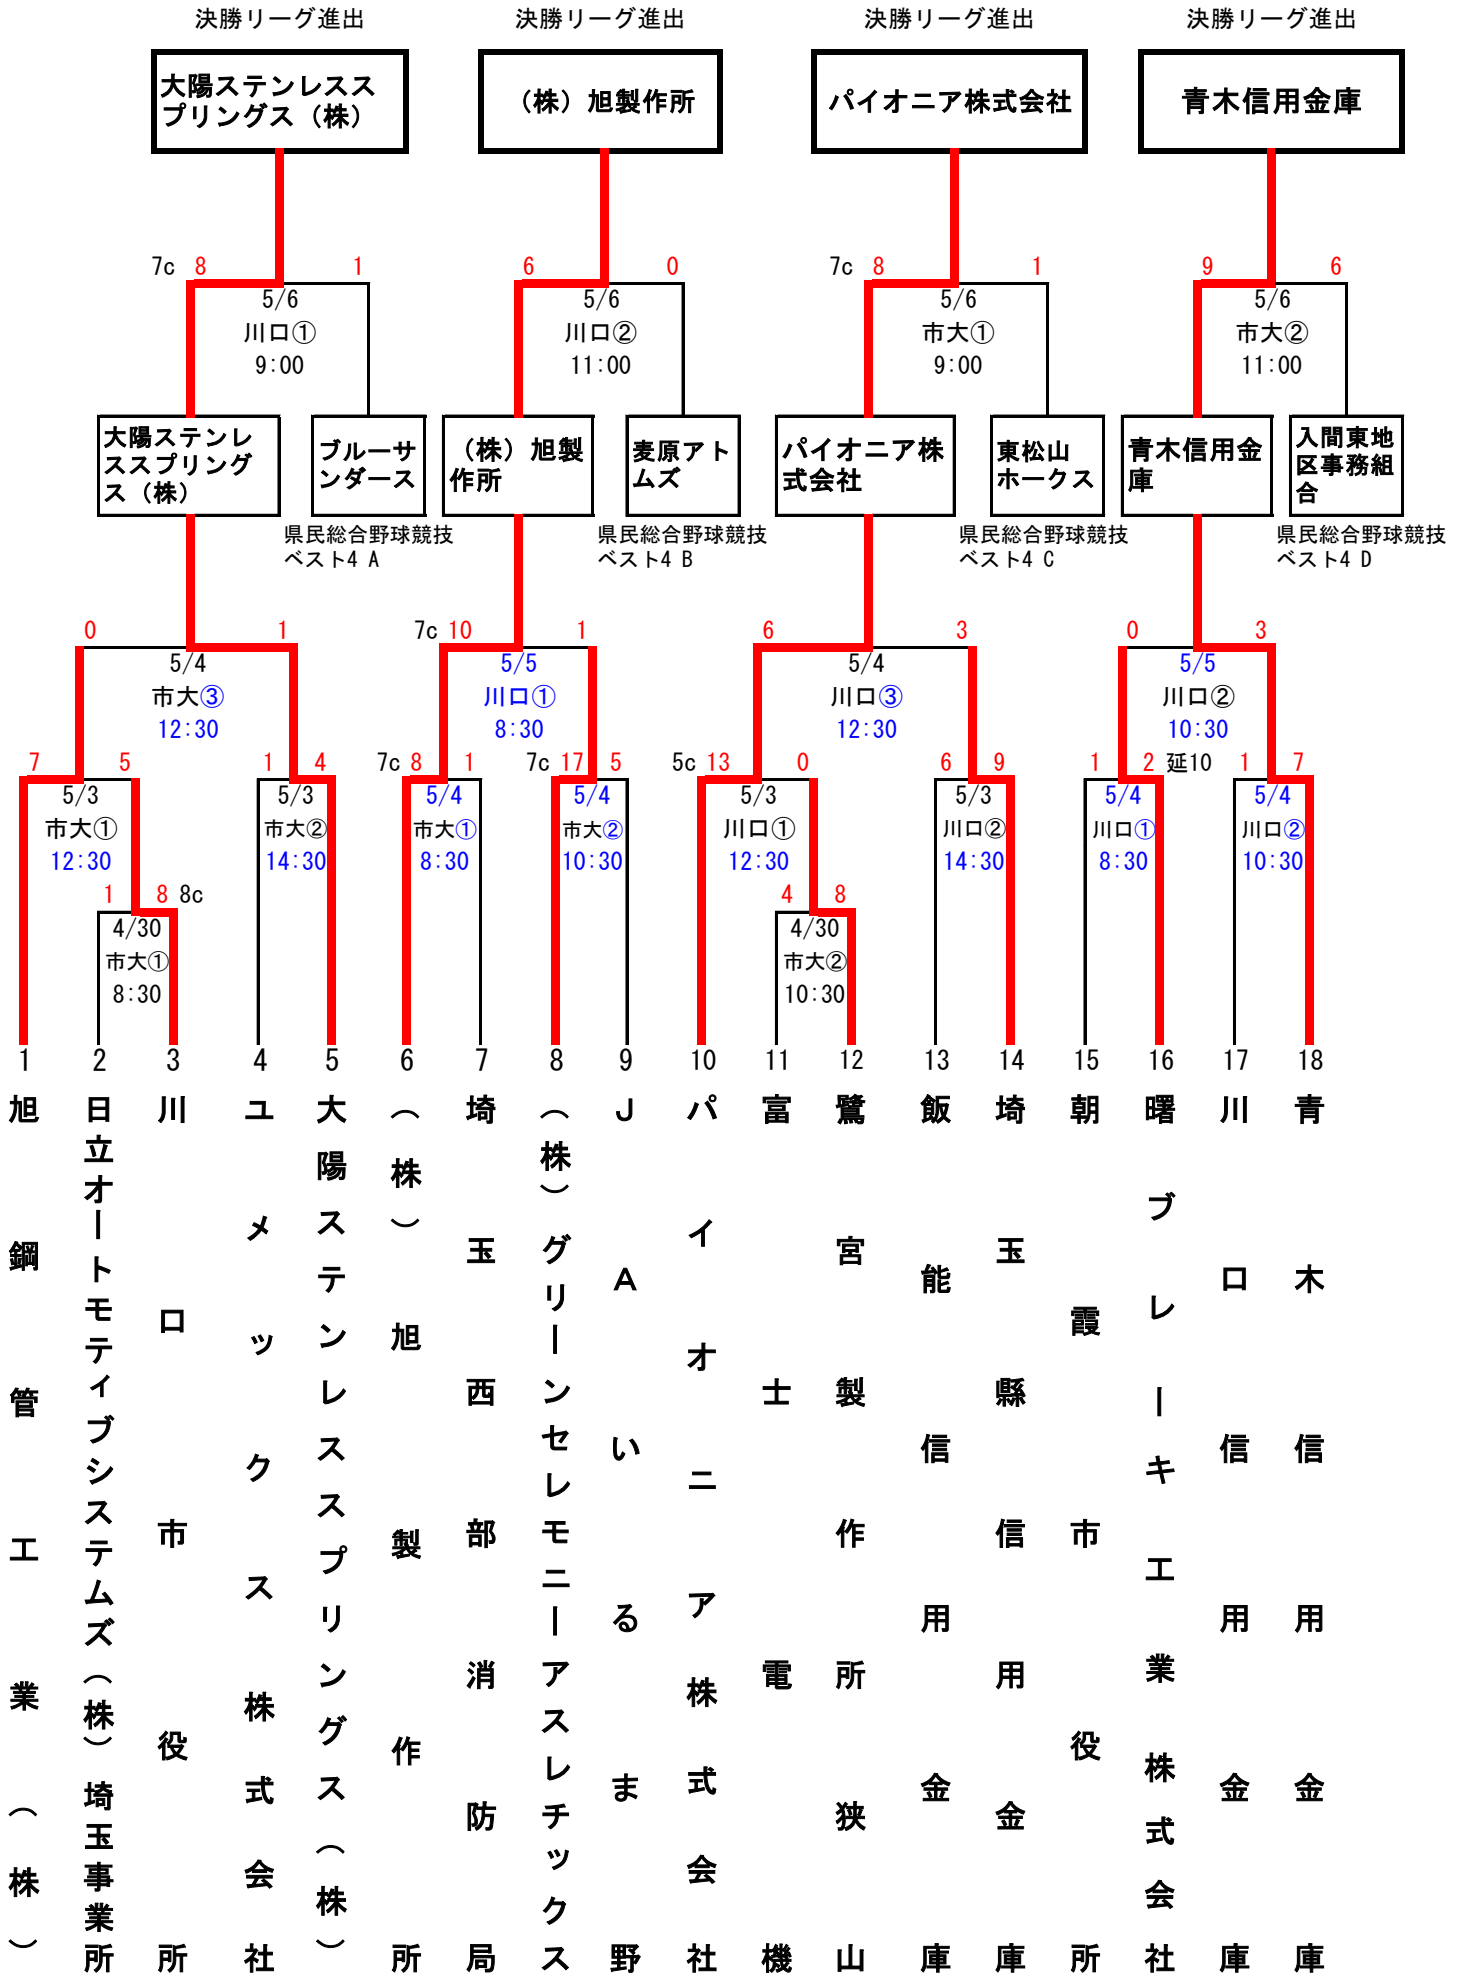 決勝リーグ進出 決勝リーグ進出 決勝リーグ進出 決勝リーグ進出
大陽ステンレスス
プリングス（株）
（株）旭製作所
パイオニア株式会社
青木信用金庫
7c 8 1
5/6
川口①
9:00
6 0
5/6
川口②
11:00
7c 8 1
5/6
市大①
9:00
9 6
5/6
市大②
11:00
大陽ステンレ
ススプリング
ス（株）
ブルーサ
ンダース
（株）旭製
作所
麦原アト
ムズ
パイオニア株
式会社
東松山
ホークス
青木信用金
庫
入間東地
区事務組
合
県民総合野球競技
ベスト4 A
県民総合野球競技
ベスト4 B
県民総合野球競技
ベスト4 C
県民総合野球競技
ベスト4 D
0 1
5/4
市大③
12:30
7c 10 1
5/5
川口①
8:30
6 3
5/4
川口③
12:30
0 3
5/5
川口②
10:30
7 5
5/3
市大①
12:30
1 4
5/3
市大②
14:30
7c 8 1
5/4
市大①
8:30
7c 17 5
5/4
市大②
10:30
5c 13 0
5/3
川口①
12:30
6 9
5/3
川口②
14:30
1 2 延10
5/4
川口①
8:30
1 7
5/4
川口②
10:30
1 8 8c
4/30
市大①
8:30
4 8
4/30
市大②
10:30
1 2 3 4 5 6 7 8 9 10 11 12 13 14 15 16 17 18
旭鋼管工業（株）
日立オートモティブシステムズ（株）埼玉事業所
川口市役所
ユメックス株式会社
大陽ステンレススプリングス（株）
（株）旭製作所
埼玉西部消防局
（株）グリーンセレモニーアスレチックス
ＪＡいるま野
パイオニア株式会社
富士電機
鷺宮製作所狭山
飯能信用金庫
埼玉縣信用金庫
朝霞市役所
曙ブレーキ工業株式会社
川口信用金庫
青木信用金庫